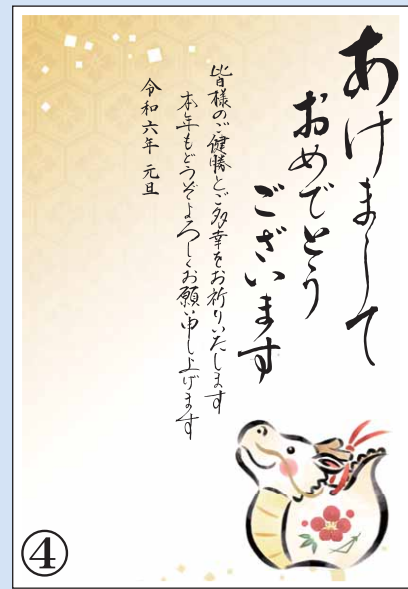 あけまして
おめでとう
ございます
皆様のご健勝とご多幸をお祈りいたします
本年もどうぞよろしくお願い申し上げます
令和六年 元旦
④